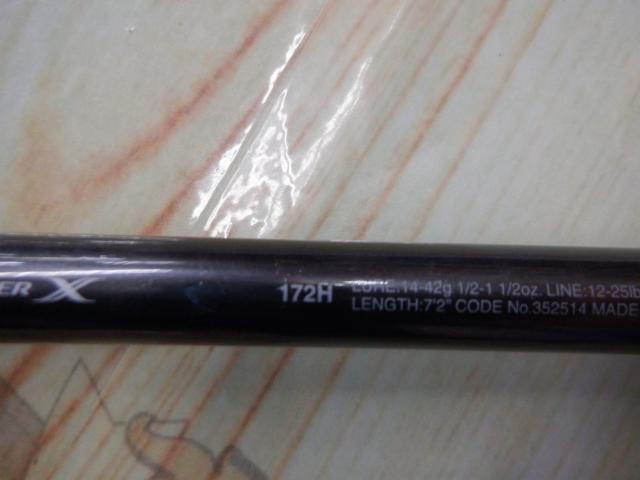 ER X 172H LURE:14-42g 1/2-1 1/2oz. LINE:12-25lb
LENGTH:7'2" CODE No.352514 MADE